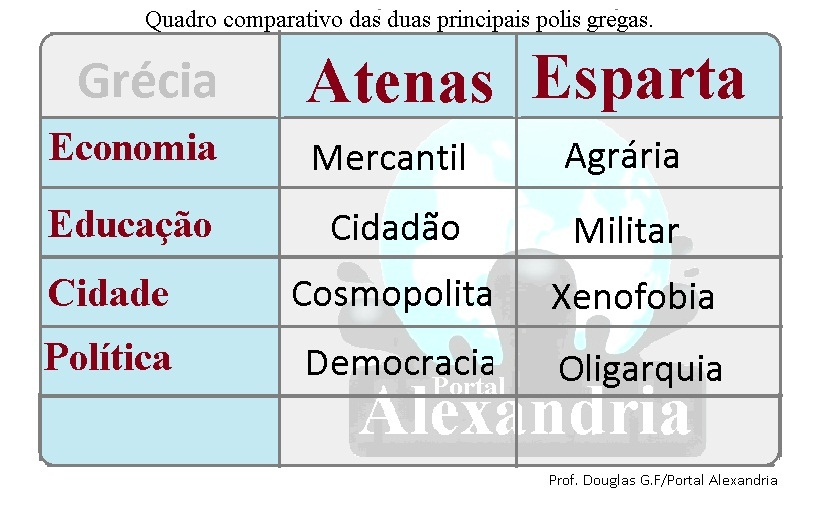 Quadro comparativo das duas principais polis gregas.
Grécia Atenas Esparta
Economia Mercantil Agrária
Educação Cidadão Militar
Cidade Cosmopolita Xenofobia
Política Democracia Oligarquia
Portal
Alexandria
Prof. Douglas G.F/Portal Alexandria